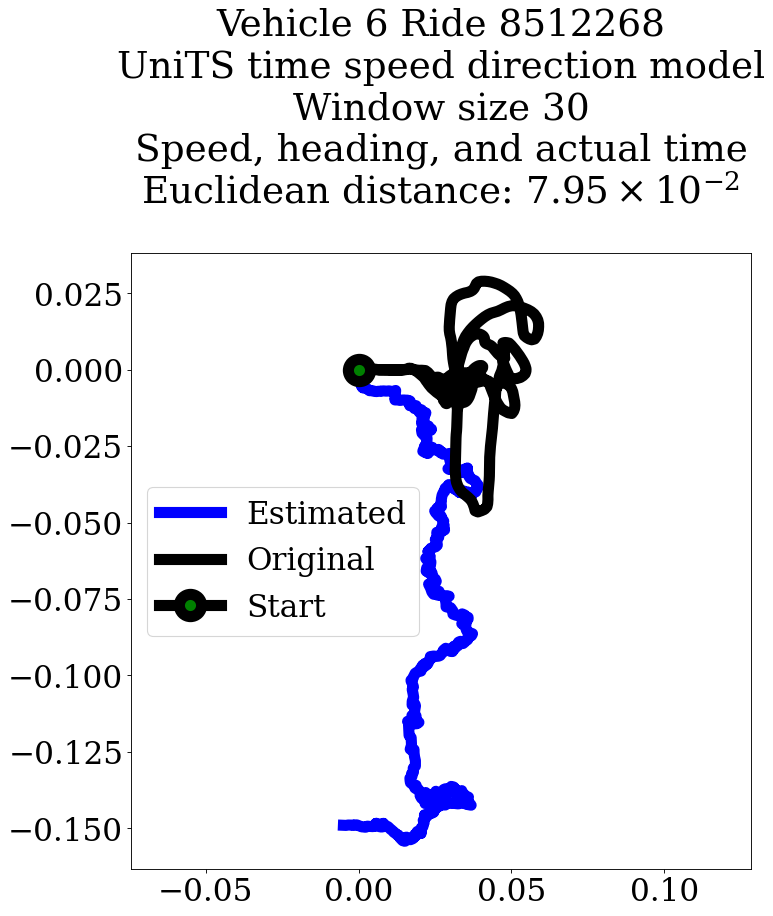 Vehicle 6 Ride 8512268
UniTS time speed direction model
Window size 30
Speed, heading, and actual time
Euclidean distance: 7.95 × 10⁻²
0.025
0.000
−0.025
−0.050
−0.075
−0.100
−0.125
−0.150
Estimated
Original
Start
−0.05
0.00
0.05
0.10